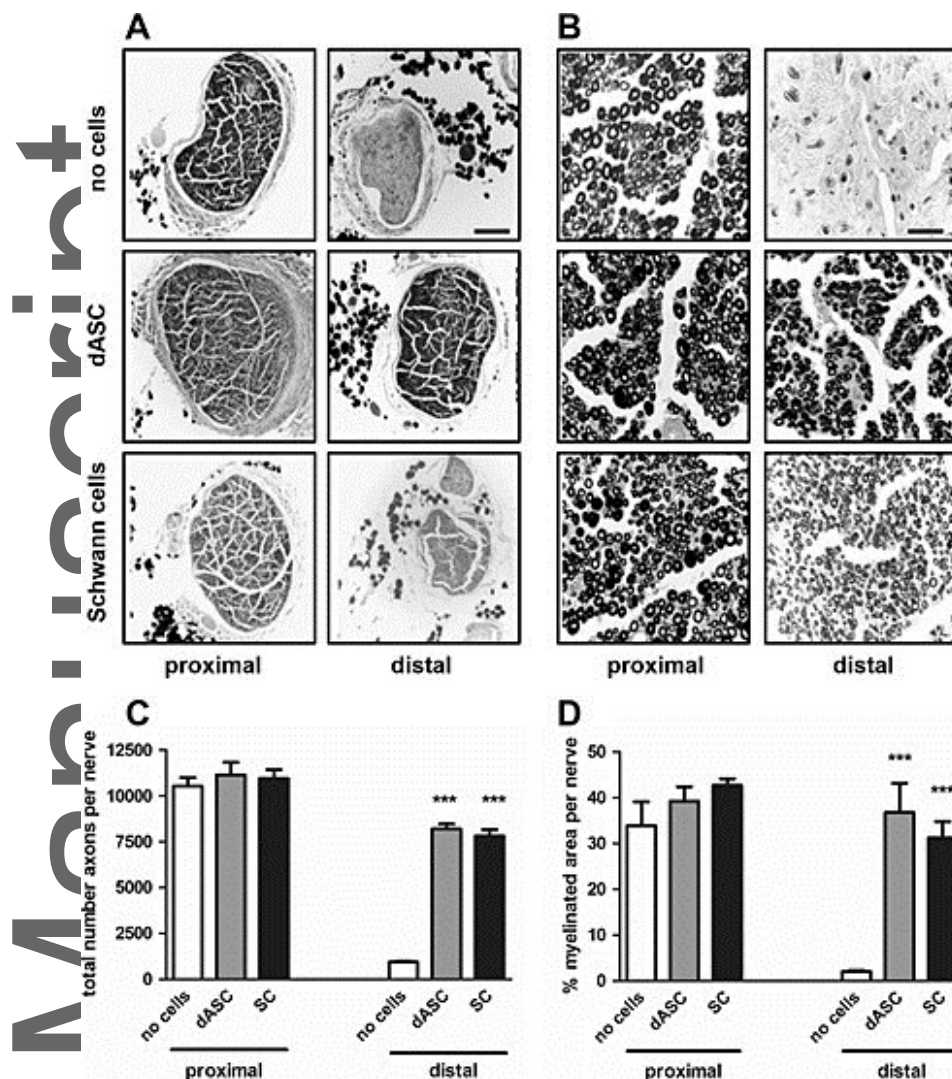 A
B
no cells
dASC
Schwann cells
proximal
distal
proximal
distal
C
total number axons per nerve
12500
10000
7500
5000
2500
0
***
***
no cells
dASC
SC
no cells
dASC
SC
proximal
distal
D
% myelinated area per nerve
50
40
30
20
10
0
***
***
no cells
dASC
SC
no cells
dASC
SC
proximal
distal